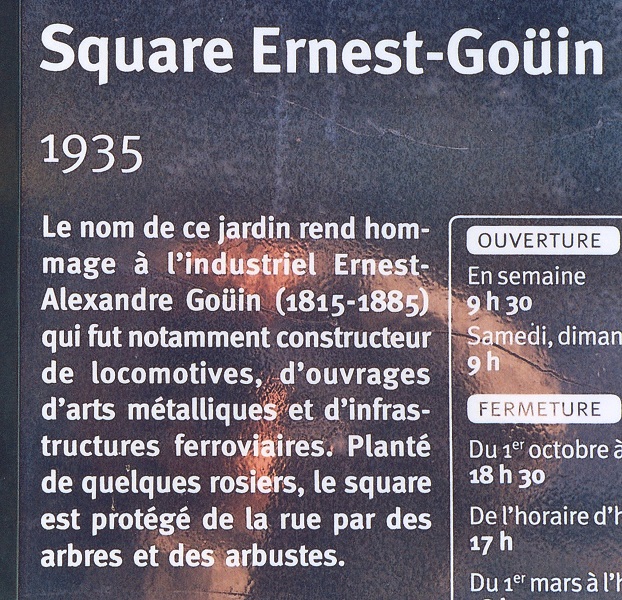 Square Ernest-Goüin
1935
Le nom de ce jardin rend hom-
mage à l'industriel Ernest-
Alexandre Goüin (1815-1885)
qui fut notamment constructeur
de locomotives, d'ouvrages
d'arts métalliques et d'infras-
tructures ferroviaires. Planté
de quelques rosiers, le square
est protégé de la rue par des
arbres et des arbustes.
OUVERTURE
En semaine
9 h 30
Samedi, diman
9 h
FERMETURE
Du 1er octobre à
18 h 30
De l'horaire d'h
17 h
Du 1er mars à l'h